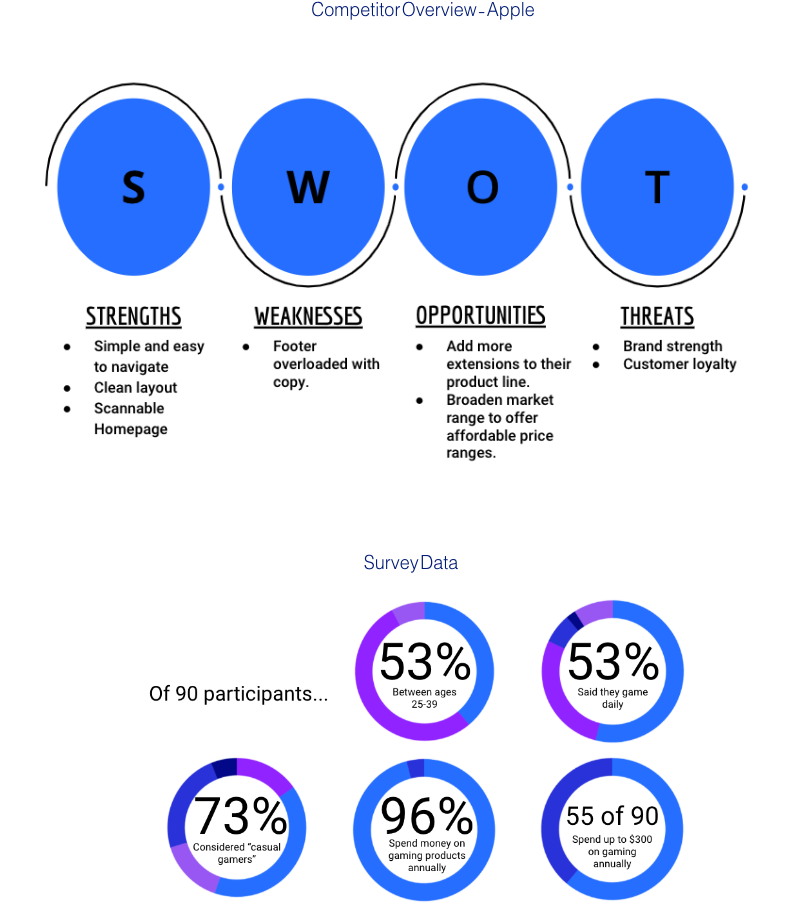 Competitor Overview - Apple
S
W
O
T
STRENGTHS
Simple and easy
to navigate
Clean layout
Scannable
Homepage
WEAKNESSES
Footer
overloaded with
copy.
OPPORTUNITIES
Add more
extensions to their
product line.
Broaden market
range to offer
affordable price
ranges.
THREATS
Brand strength
Customer loyalty
Survey Data
Of 90 participants...
53%
Between ages
25-39
53%
Said they game
daily
73%
Considered “casual
gamers”
96%
Spend money on
gaming products
annually
55 of 90
Spend up to $300
on gaming
annually